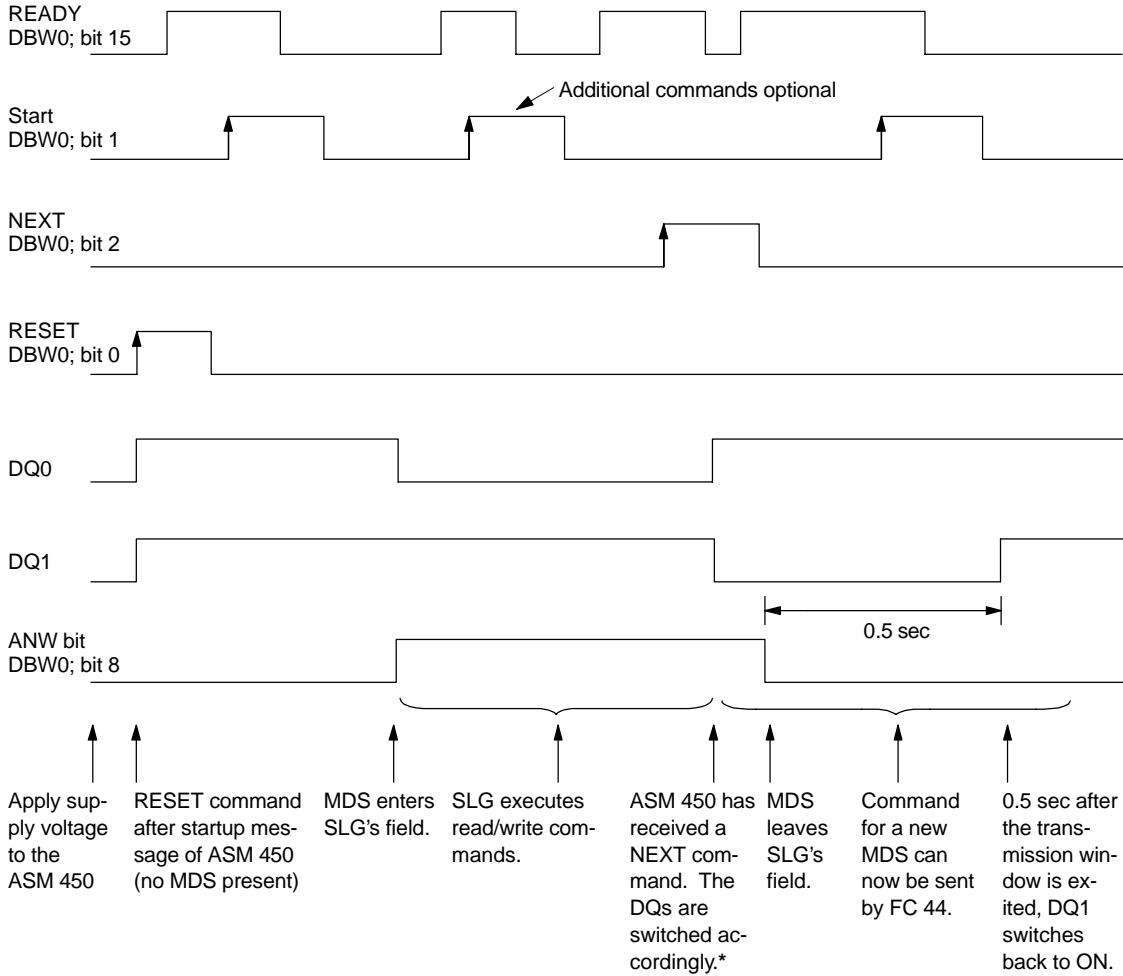 READY
DBW0; bit 15
Additional commands optional
Start
DBW0; bit 1
NEXT
DBW0; bit 2
RESET
DBW0; bit 0
DQ0
DQ1
0.5 sec
ANW bit
DBW0; bit 8
Apply sup-
ply voltage
to the
ASM 450
RESET command
after startup mes-
sage of ASM 450
(no MDS present)
MDS enters
SLG's field.
SLG executes
read/write com-
mands.
ASM 450 has
received a
NEXT com-
mand. The
DQs are
switched ac-
cordingly.*
MDS
leaves
SLG's
field.
Command
for a new
MDS can
now be sent
by FC 44.
0.5 sec after
the trans-
mission win-
dow is ex-
ited, DQ1
switches
back to ON.